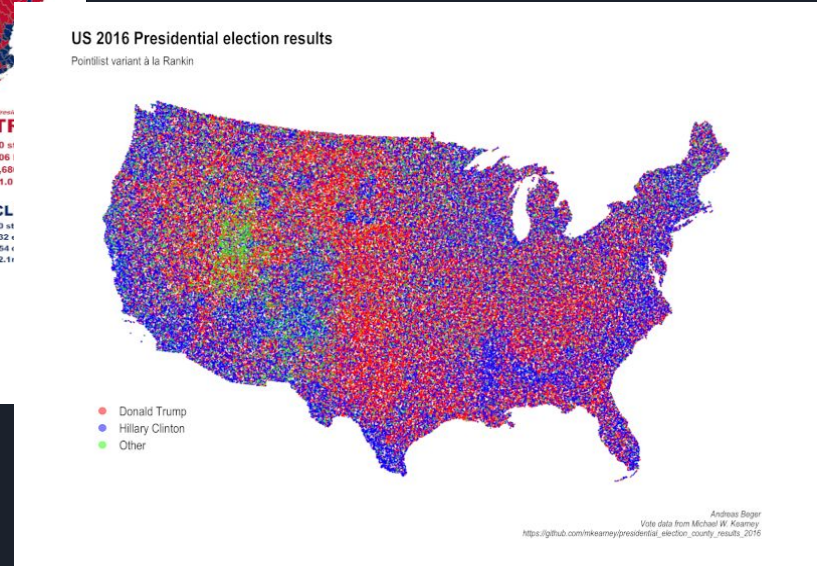 US 2016 Presidential election results
Pointilist variant à la Rankin
Donald Trump
Hillary Clinton
Other
Andreas Beger
Vote data from Michael W. Kearney
https://github.com/mkearney/presidential_election_county_results_2016